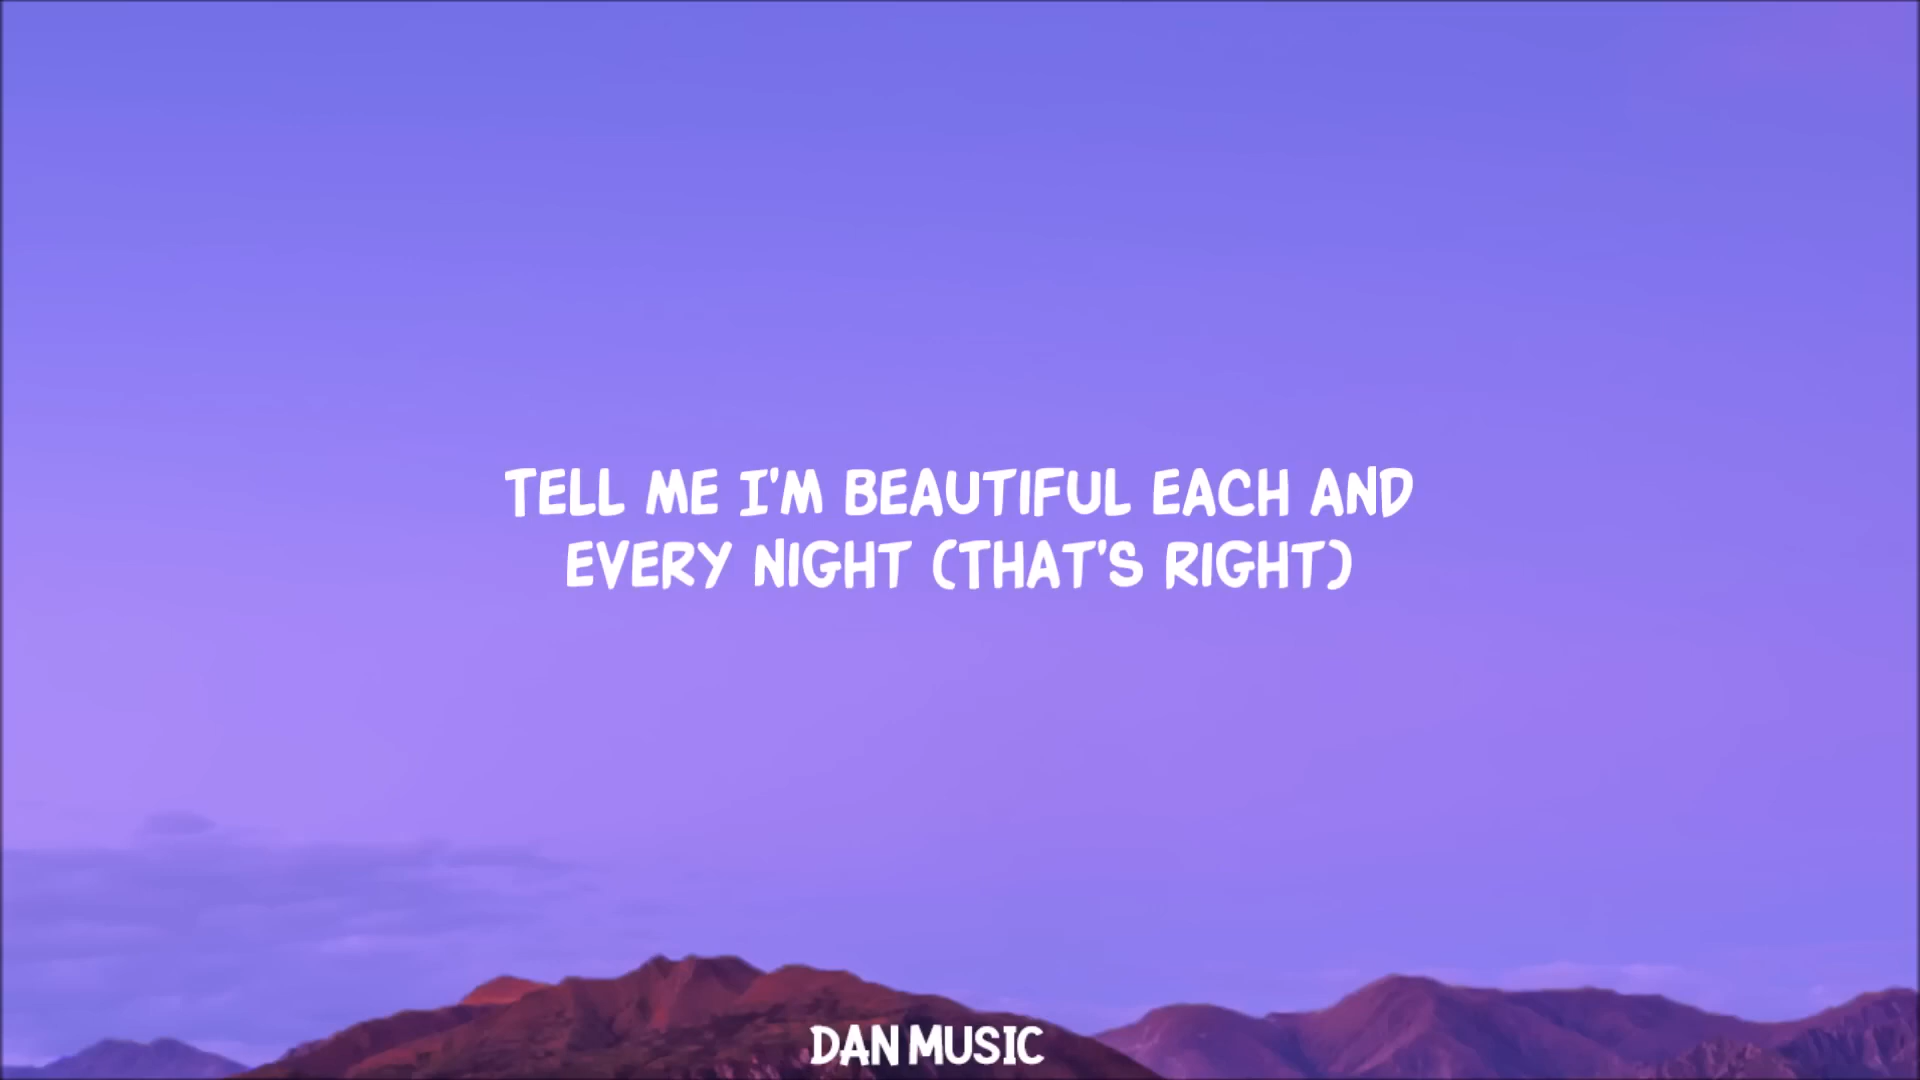 TELL ME I'M BEAUTIFUL EACH AND
EVERY NIGHT (THAT'S RIGHT)
DAN MUSIC